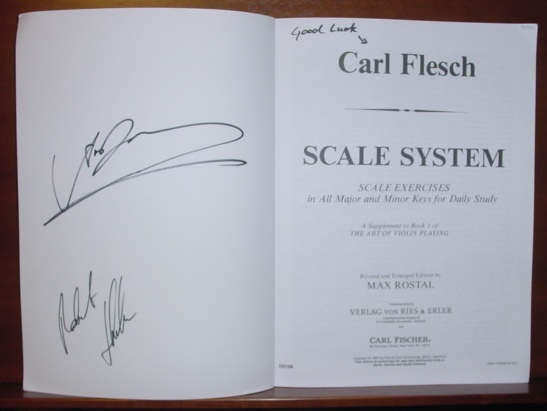 Good Luck
Carl Flesch
SCALE SYSTEM
SCALE EXERCISES
in All Major and Minor Keys for Daily Study
A Supplement to Book 1 of
THE ART OF VIOLIN PLAYING
Revised and Enlarged Edition by
MAX ROSTAL
VERLAG VON RIES & ERLER
CARL FISCHER